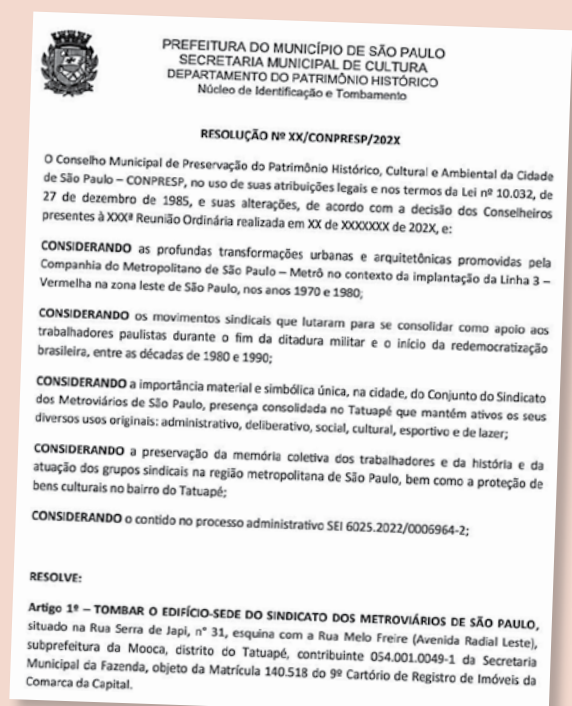 PREFEITURA DO MUNICÍPIO DE SÃO PAULO
SECRETARIA MUNICIPAL DE CULTURA
DEPARTAMENTO DO PATRIMÔNIO HISTÓRICO
Núcleo de Identificação e Tombamento
RESOLUÇÃO Nº XX/CONPRESP/202X
O Conselho Municipal de Preservação do Patrimônio Histórico, Cultural e Ambiental da Cidade
de São Paulo – CONPRESP, no uso de suas atribuições legais e nos termos da Lei nº 10.032, de
27 de dezembro de 1985, e suas alterações, de acordo com a decisão dos Conselheiros
presentes à XXXª Reunião Ordinária realizada em XX de XXXXXXX de 202X, e:
CONSIDERANDO as profundas transformações urbanas e arquitetônicas promovidas pela
Companhia do Metropolitano de São Paulo – Metrô no contexto da implantação da Linha 3 –
Vermelha na zona leste de São Paulo, nos anos 1970 e 1980;
CONSIDERANDO os movimentos sindicais que lutaram para se consolidar como apoio aos
trabalhadores paulistas durante o fim da ditadura militar e o início da redemocratização
brasileira, entre as décadas de 1980 e 1990;
CONSIDERANDO a importância material e simbólica única, na cidade, do Conjunto do Sindicato
dos Metroviários de São Paulo, presença consolidada no Tatuapé que mantém ativos os seus
diversos usos originais: administrativo, deliberativo, social, cultural, esportivo e de lazer;
CONSIDERANDO a preservação da memória coletiva dos trabalhadores e da história e da
atuação dos grupos sindicais na região metropolitana de São Paulo, bem como a proteção de
bens culturais no bairro do Tatuapé;
CONSIDERANDO o contido no processo administrativo SEI 6025.2022/0006964-2;
RESOLVE:
Artigo 1º – TOMBAR O EDIFÍCIO-SEDE DO SINDICATO DOS METROVIÁRIOS DE SÃO PAULO,
situado na Rua Serra de Japi, n° 31, esquina com a Rua Melo Freire (Avenida Radial Leste),
subprefeitura da Mooca, distrito do Tatuapé, contribuinte 054.001.0049-1 da Secretaria
Municipal da Fazenda, objeto da Matrícula 140.518 do 9º Cartório de Registro de Imóveis da
Comarca da Capital.